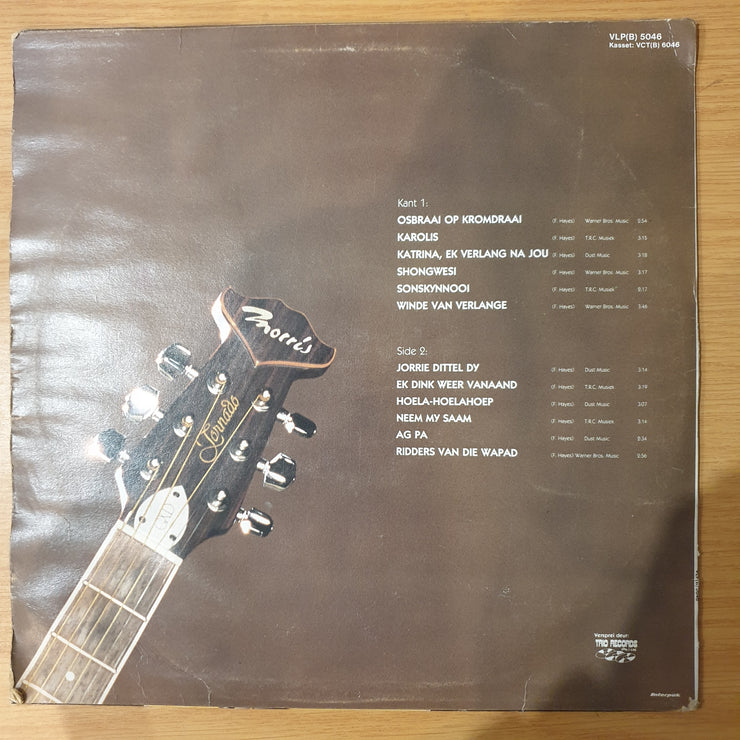 VLP(B) 5046
Kasset: VCT(B) 6046
Kant 1:
OSBRAAI OP KROMDRAAI (F. Hayes) Warner Bros. Music 2:54
KAROLIS (F. Hayes) T.R.C. Musiek 3:15
KATRINA, EK VERLANG NA JOU (F. Hayes) Dust Music 3:18
SHONGWESI (F. Hayes) Warner Bros. Music 3:17
SONSKYNNOOI (F. Hayes) T.R.C. Musiek 2:17
WINDE VAN VERLANGE (F. Hayes) Warner Bros. Music 3:46
Side 2:
JORRIE DITTEL DY (F. Hayes) Dust Music 3:14
EK DINK WEER VANAAND (F. Hayes) T.R.C. Musiek 3:19
HOELA-HOELAHOEP (F. Hayes) Dust Music 3:07
NEEM MY SAAM (F. Hayes) T.R.C. Musiek 3:14
AG PA (F. Hayes) Dust Music 2:34
RIDDERS VAN DIE WAPAD (F. Hayes) Warner Bros. Music 2:56
Morris
Tornado
Versprei deur:
TRIO RECORDS
interpak